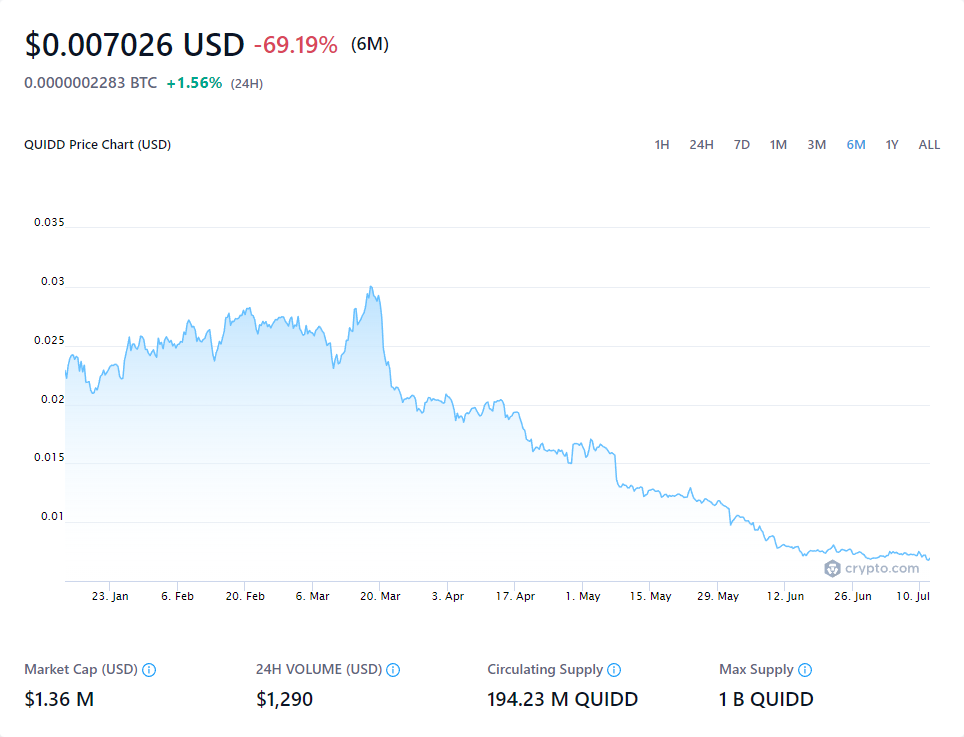 $0.007026 USD -69.19% (6M)
0.0000002283 BTC +1.56% (24H)
QUIDD Price Chart (USD) 1H 24H 7D 1M 3M 6M 1Y ALL
0.035
0.03
0.025
0.02
0.015
0.01
crypto.com
23. Jan 6. Feb 20. Feb 6. Mar 20. Mar 3. Apr 17. Apr 1. May 15. May 29. May 12. Jun 26. Jun 10. Jul
Market Cap (USD) 24H VOLUME (USD) Circulating Supply Max Supply
$1.36 M $1,290 194.23 M QUIDD 1 B QUIDD